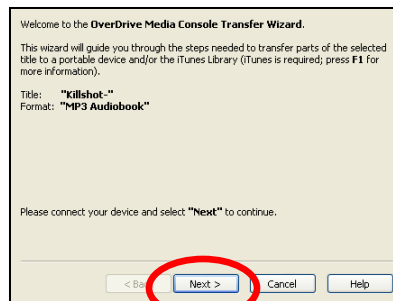 Welcome to the OverDrive Media Console Transfer Wizard.
This wizard will guide you through the steps needed to transfer parts of the selected
title to a portable device and/or the iTunes Library (iTunes is required; press F1 for
more information).
Title: "Killshot-"
Format: "MP3 Audiobook"
Please connect your device and select "Next" to continue.
Next > Cancel Help